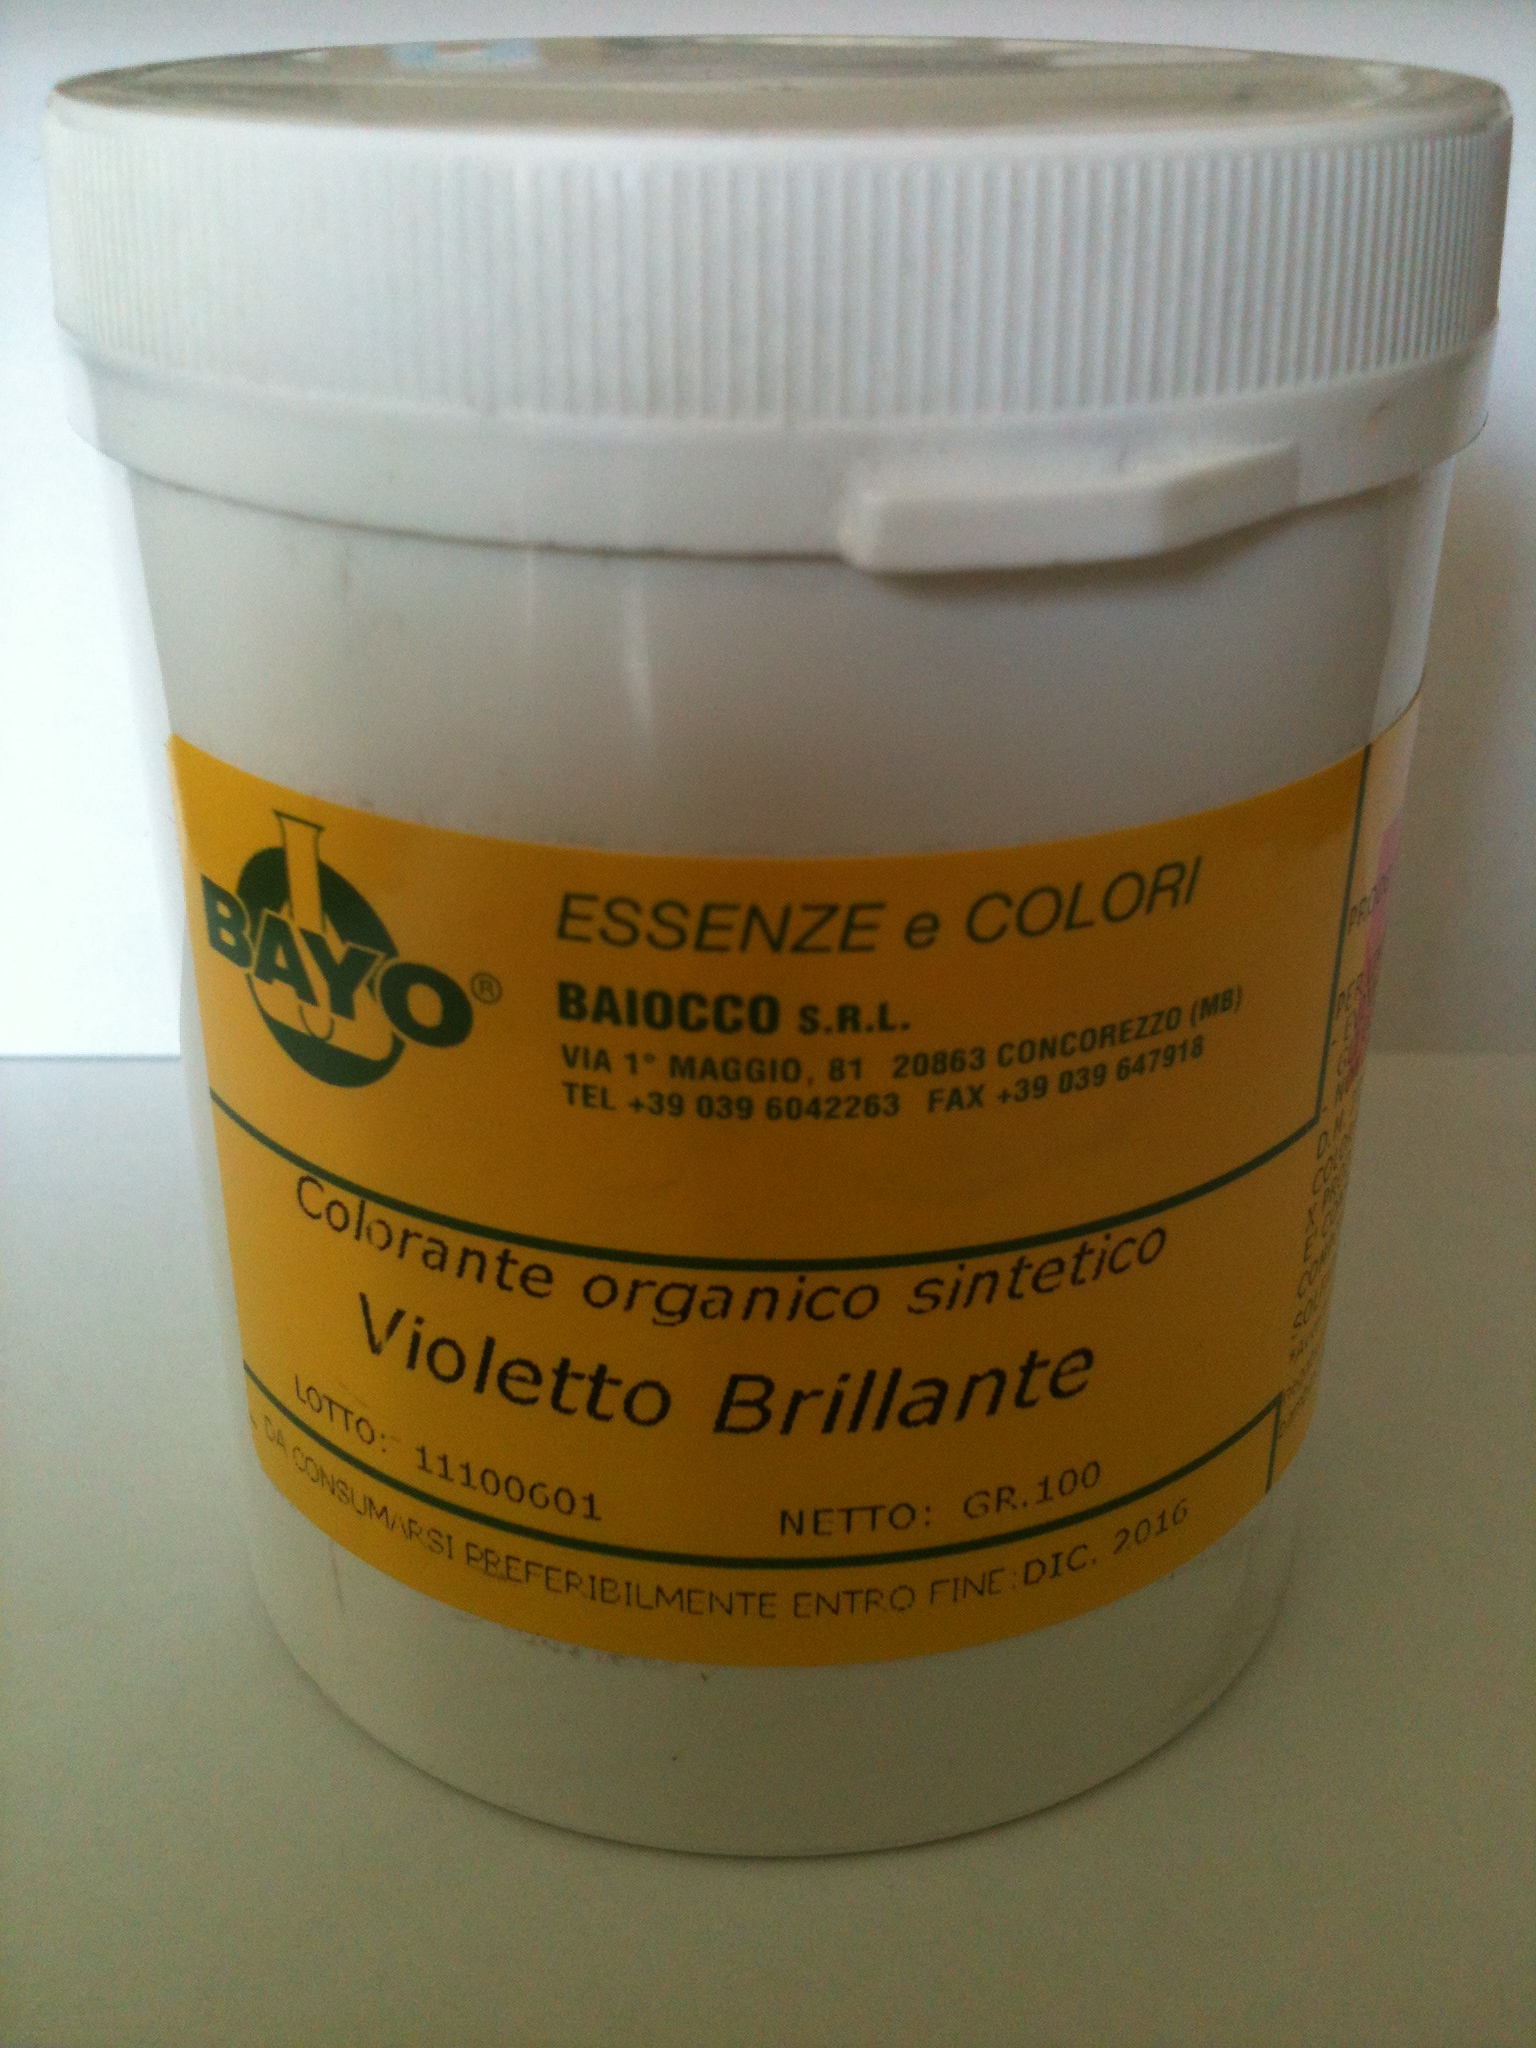 BAYO®
ESSENZE e COLORI
BAIOCCO S.R.L.
VIA 1° MAGGIO, 81 20863 CONCOREZZO (MB)
TEL +39 039 6042263 FAX +39 039 647918
Colorante organico sintetico
Violetto Brillante
LOTTO: 11100601
NETTO: GR.100
DA CONSUMARSI PREFERIBILMENTE ENTRO FINE: DIC. 2016